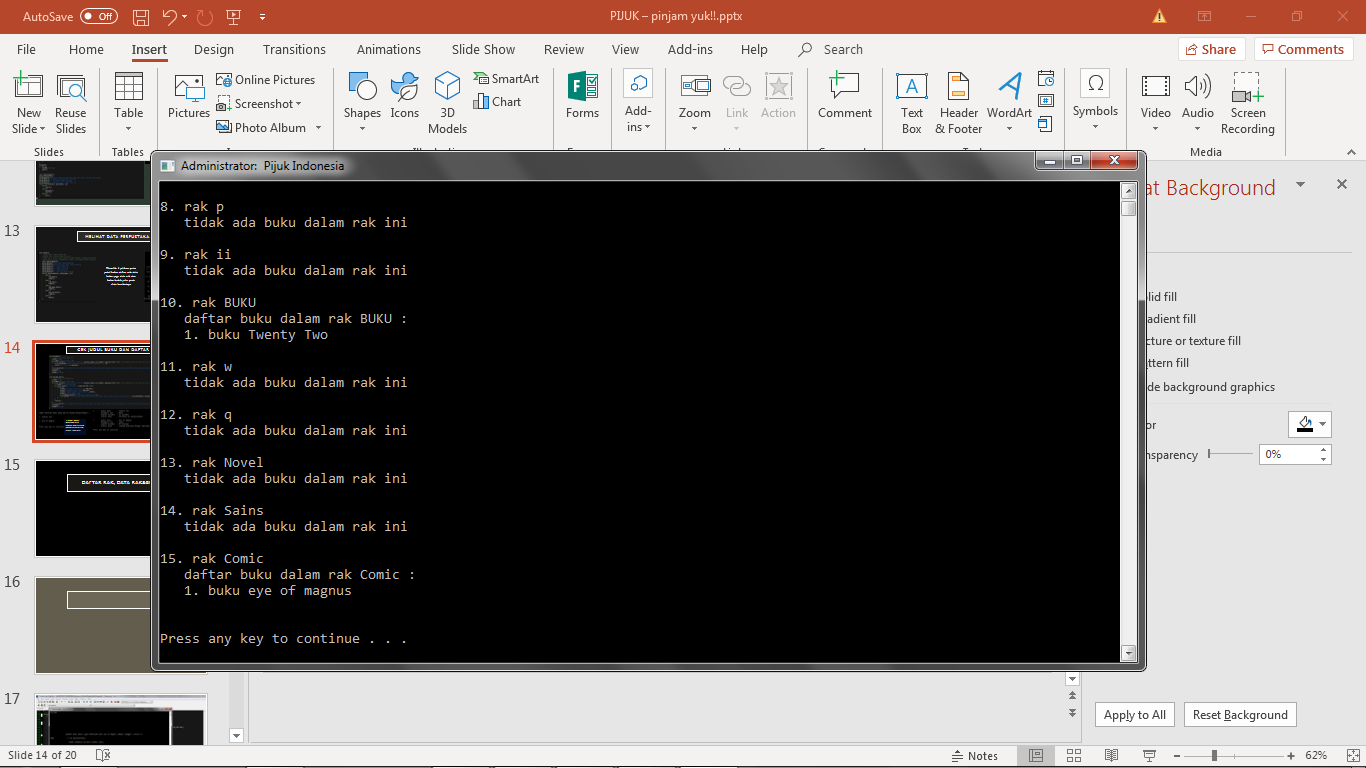 AutoSave Off
PIJUK – pinjam yuk!!.pptx
File Home Insert Design Transitions Animations Slide Show Review View Add-ins Help Search
Share Comments
New Slide
Reuse Slides
Slides
Table
Tables
Pictures
Online Pictures
Screenshot
Photo Album
Shapes
Icons
3D Models
SmartArt
Chart
Forms
Add-ins
Zoom
Link
Action
Comment
Text Box
Header & Footer
WordArt
Symbols
Video
Audio
Screen Recording
Media
13
14
15
16
17
Administrator: Pijuk Indonesia
8. rak p
tidak ada buku dalam rak ini
9. rak ii
tidak ada buku dalam rak ini
10. rak BUKU
daftar buku dalam rak BUKU :
1. buku Twenty Two
11. rak w
tidak ada buku dalam rak ini
12. rak q
tidak ada buku dalam rak ini
13. rak Novel
tidak ada buku dalam rak ini
14. rak Sains
tidak ada buku dalam rak ini
15. rak Comic
daftar buku dalam rak Comic :
1. buku eye of magnus
Press any key to continue . . .
at Background
lid fill
adient fill
cture or texture fill
ttern fill
de background graphics
or
nsparency 0%
Apply to All Reset Background
Slide 14 of 20
Notes
62%